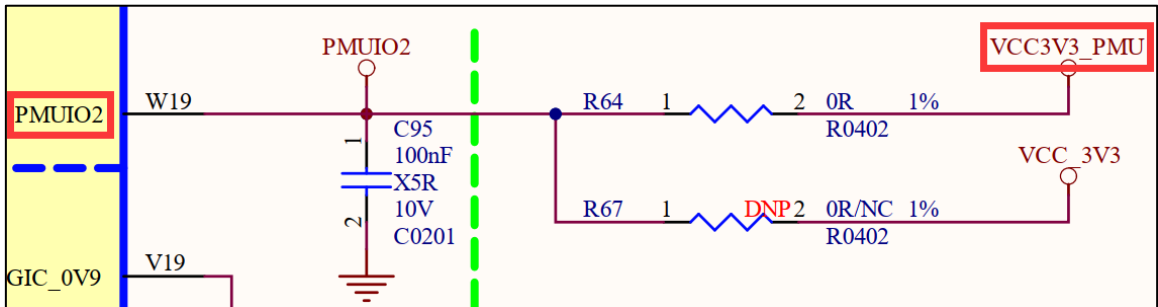 PMUIO2
VCC3V3_PMU
W19
R64 1 2 0R 1%
PMUIO2
R0402
1
C95
100nF
X5R
10V
C0201
2
VCC_3V3
R67 1 DNP 2 0R/NC 1%
R0402
V19
GIC_0V9